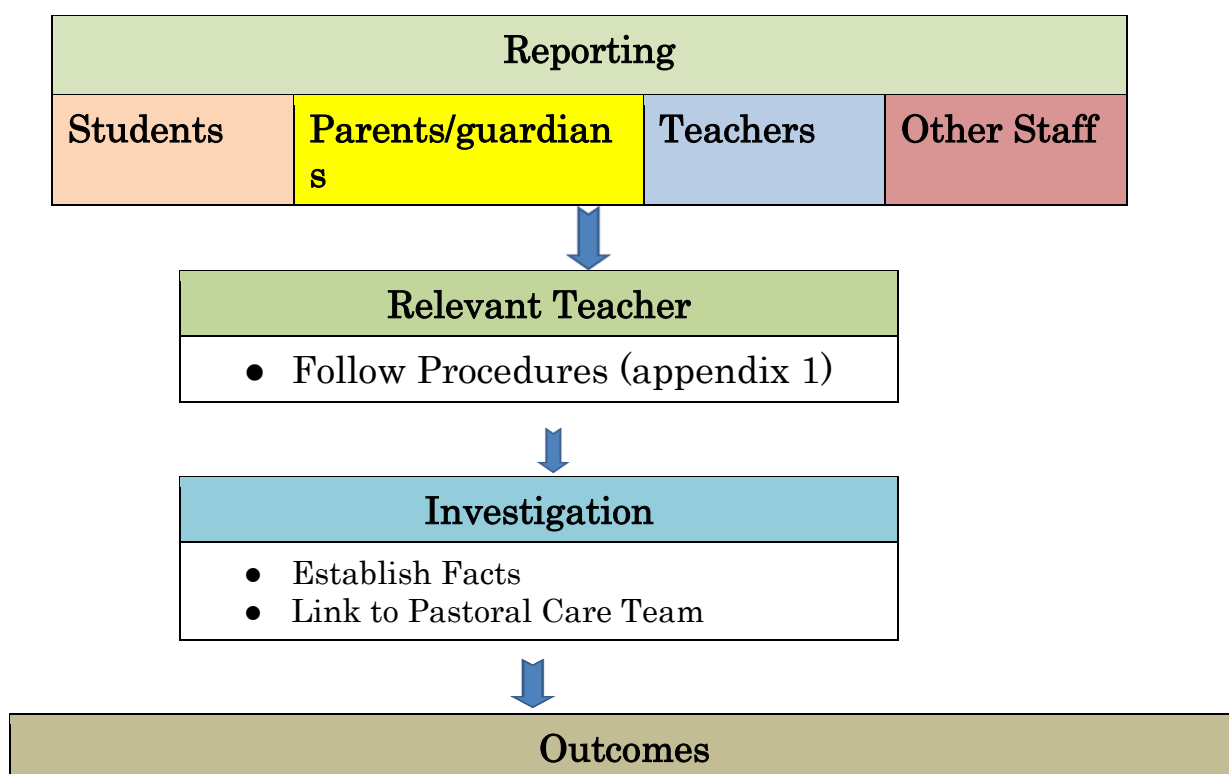 Reporting
Students Parents/guardian Teachers Other Staff
s
Relevant Teacher
● Follow Procedures (appendix 1)
Investigation
● Establish Facts
● Link to Pastoral Care Team
Outcomes